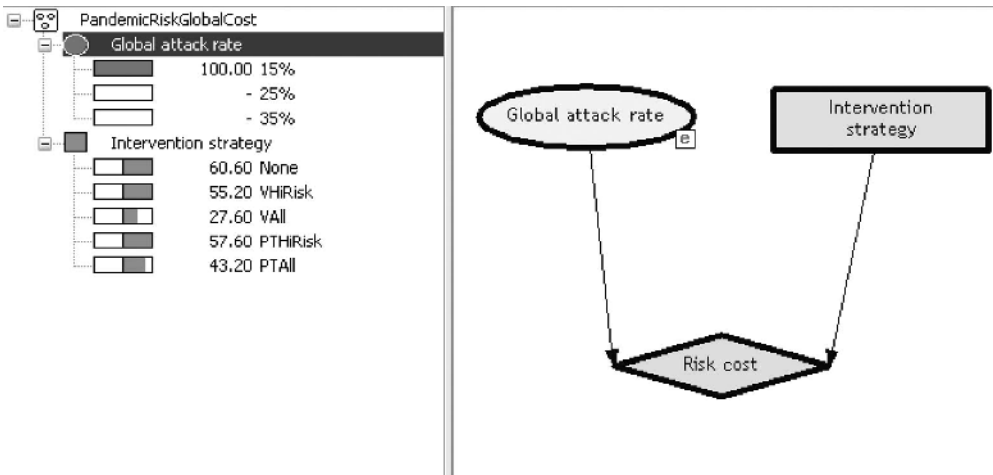 PandemicRiskGlobalCost
Global attack rate
100.00 15%
- 25%
- 35%
Intervention strategy
60.60 None
55.20 VHiRisk
27.60 VAll
57.60 PTHiRisk
43.20 PTAll
Global attack rate
e
Intervention
strategy
Risk cost